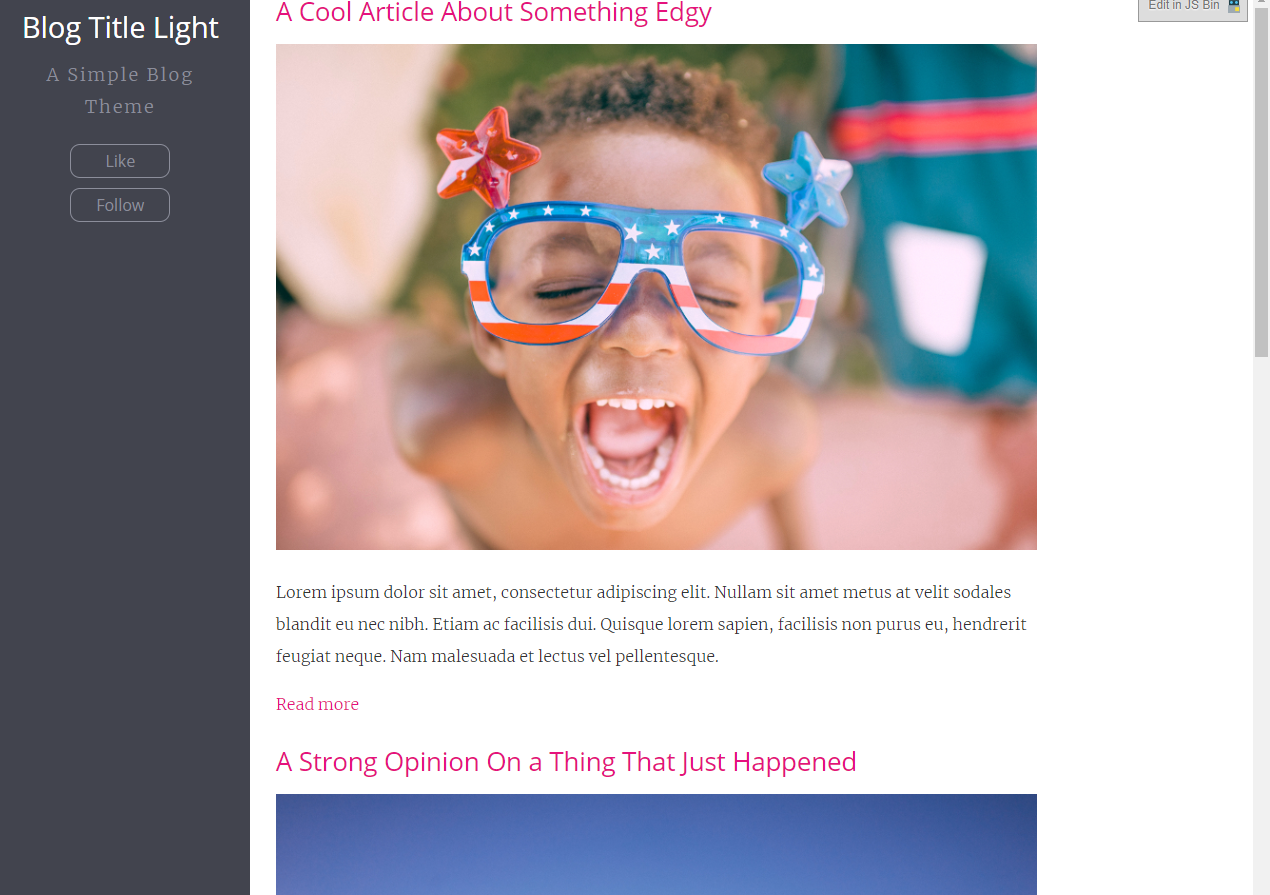 Blog Title Light
A Simple Blog
Theme
Like
Follow
A Cool Article About Something Edgy
Edit in JS Bin
Lorem ipsum dolor sit amet, consectetur adipiscing elit. Nullam sit amet metus at velit sodales
blandit eu nec nibh. Etiam ac facilisis dui. Quisque lorem sapien, facilisis non purus eu, hendrerit
feugiat neque. Nam malesuada et lectus vel pellentesque.
Read more
A Strong Opinion On a Thing That Just Happened